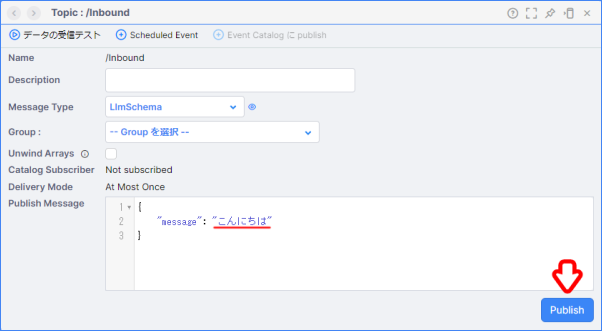 Topic : /Inbound
データの受信テスト Scheduled Event Event Catalog に publish
Name /Inbound
Description
Message Type LlmSchema
Group : -- Group を選択 --
Unwind Arrays
Catalog Subscriber Not subscribed
Delivery Mode At Most Once
Publish Message 1 {
2 "message": "こんにちは"
3 }
Publish